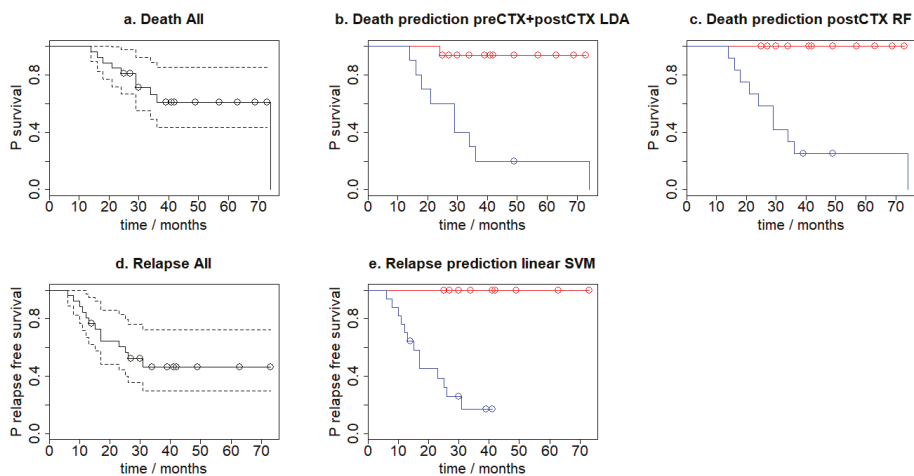 a. Death All
b. Death prediction preCTX+postCTX LDA
c. Death prediction postCTX RF
P survival
0.0 0.4 0.8
0 10 20 30 40 50 60 70
time / months
P survival
0.0 0.4 0.8
0 10 20 30 40 50 60 70
time / months
P survival
0.0 0.4 0.8
0 10 20 30 40 50 60 70
time / months
d. Relapse All
e. Relapse prediction linear SVM
P relapse free survival
0.0 0.4 0.8
0 10 20 30 40 50 60 70
time / months
P relapse free survival
0.0 0.4 0.8
0 10 20 30 40 50 60 70
time / months